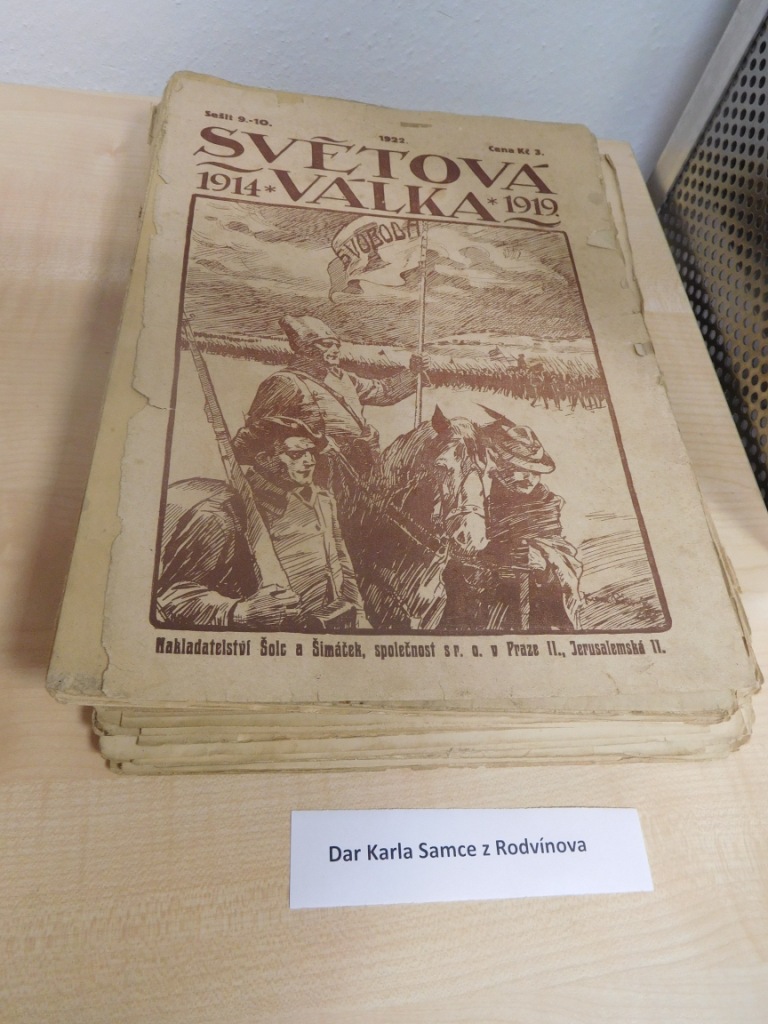 Sešit 9.-10.
1922.
Cena Kč 3.
SVĚTOVÁ
1914* VÁLKA *1919.
SVOBODA
Nakladatelství Šolc a Šimáček, společnost s r. o. v Praze II., Jerusalemská 11.
Dar Karla Samce z Rodvínova